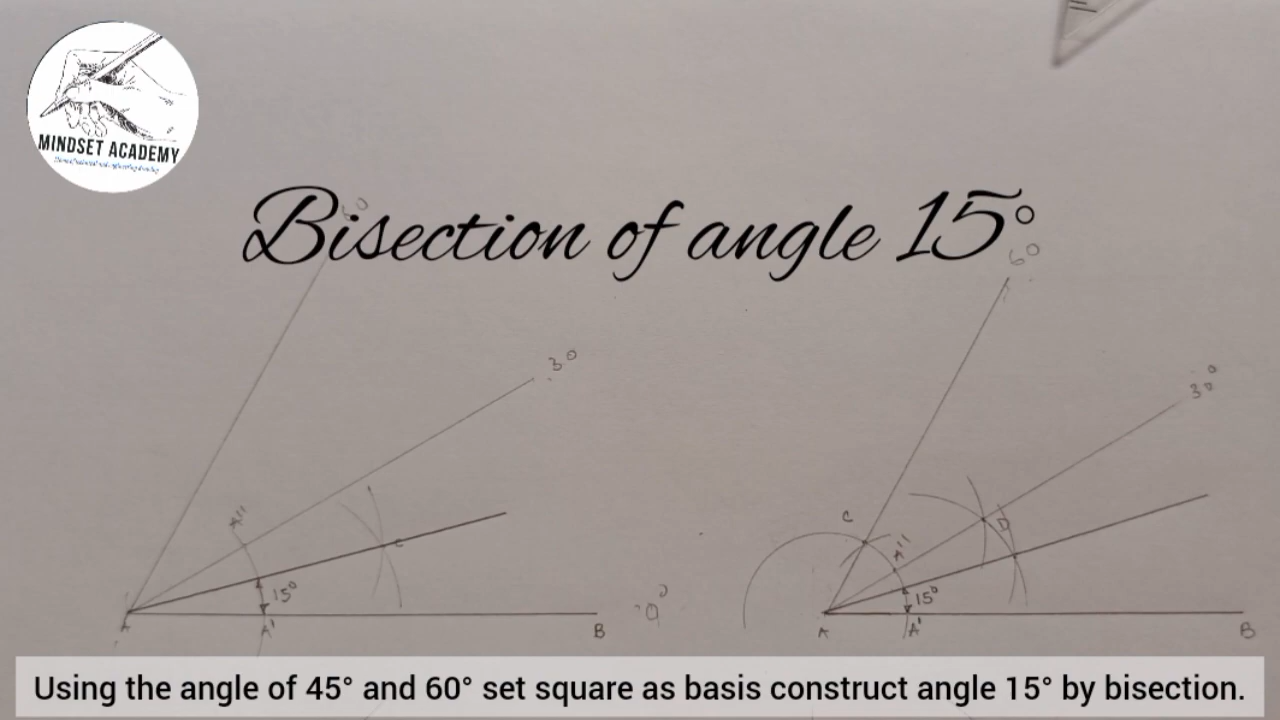 MINDSET ACADEMY
Bisection of angle 15°
60
60
30
30°
C
A''
C
A''
D
15°
15°
0°
A
A'
B
A
A'
B
Using the angle of 45° and 60° set square as basis construct angle 15° by bisection.